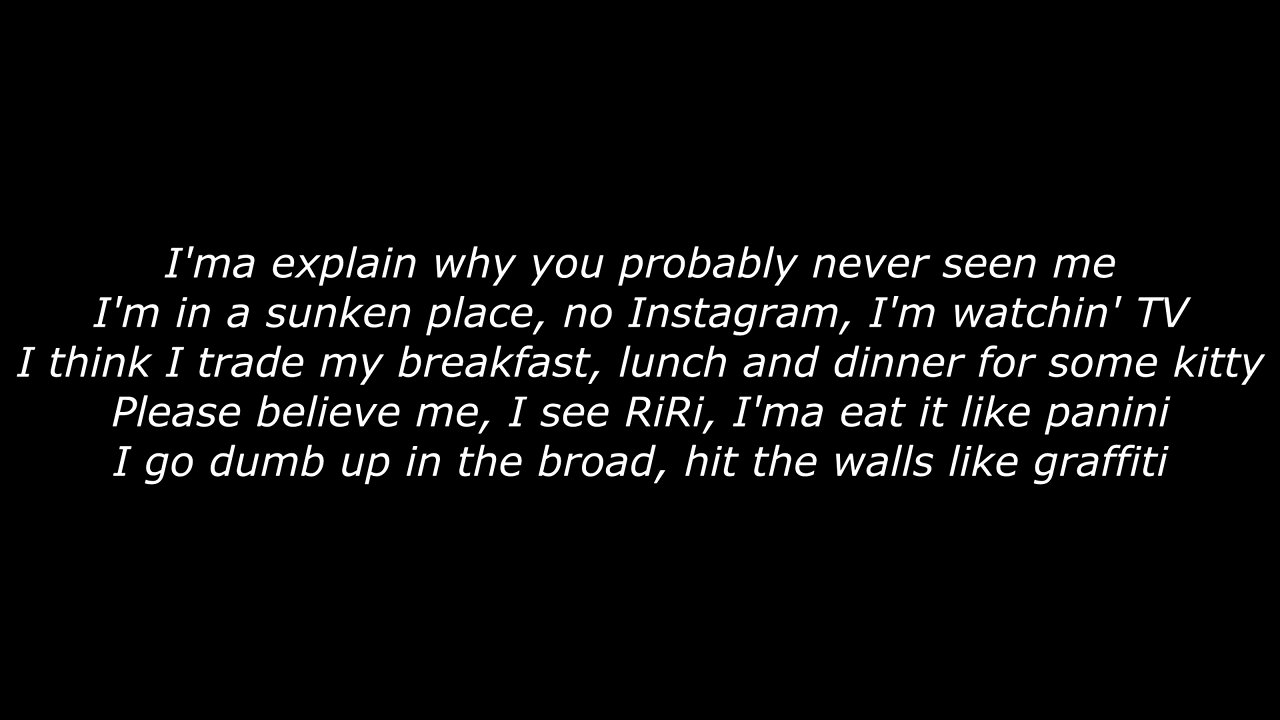 I'ma explain why you probably never seen me
I'm in a sunken place, no Instagram, I'm watchin' TV
I think I trade my breakfast, lunch and dinner for some kitty
Please believe me, I see RiRi, I'ma eat it like panini
I go dumb up in the broad, hit the walls like graffiti